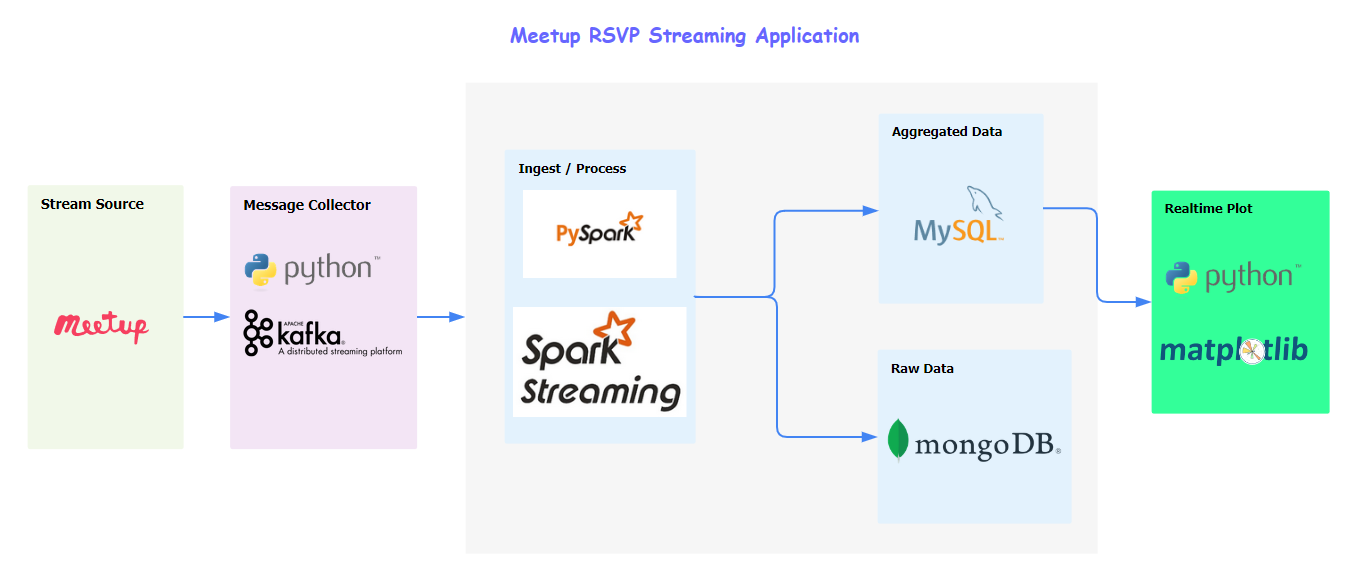 Meetup RSVP Streaming Application
Stream Source
meetup
Message Collector
python™
APACHE
kafka®
A distributed streaming platform
Ingest / Process
PySpark
Spark
Streaming
Aggregated Data
MySQL™
Raw Data
mongoDB®
Realtime Plot
python™
matplotlib